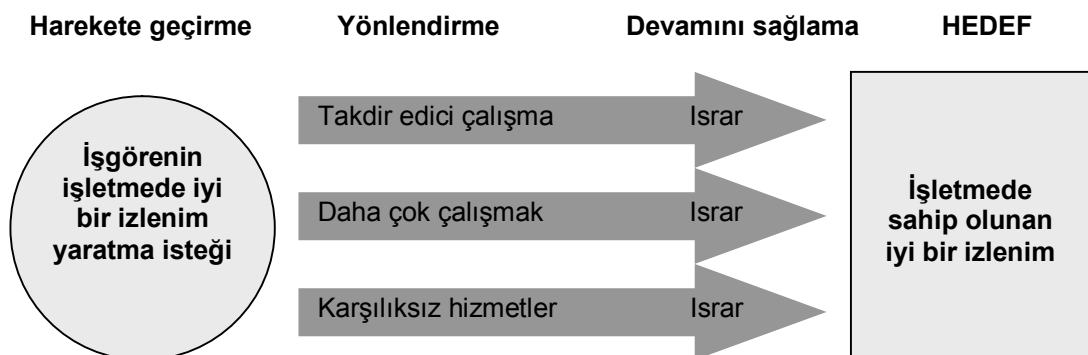 Harekete geçirme Yönlendirme Devamını sağlama HEDEF
İşgörenin
işletmede iyi
bir izlenim
yaratma isteği
Takdir edici çalışma Israr
Daha çok çalışmak Israr
Karşılıksız hizmetler Israr
İşletmede
sahip olunan
iyi bir izlenim